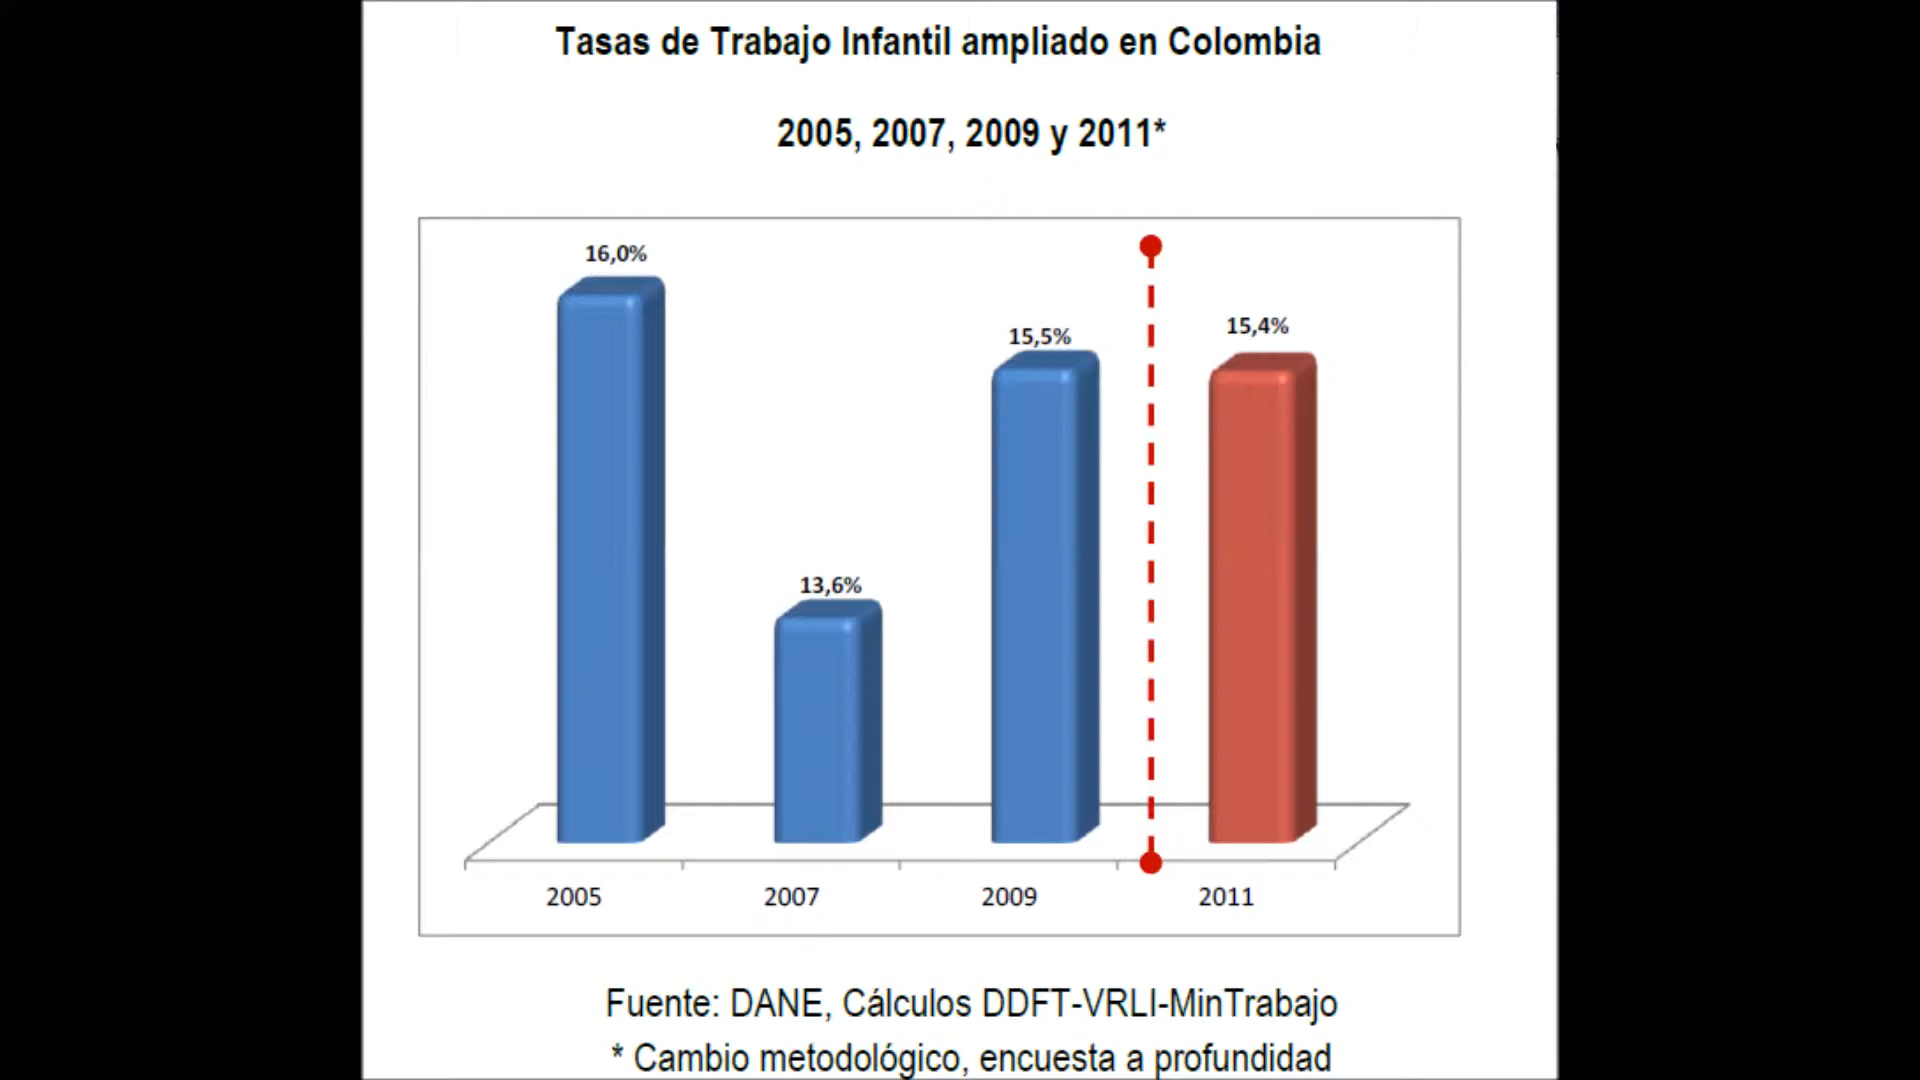 Tasas de Trabajo Infantil ampliado en Colombia
2005, 2007, 2009 y 2011*
16,0%
13,6%
15,5%
15,4%
2005
2007
2009
2011
Fuente: DANE, Cálculos DDFT-VRLI-MinTrabajo
* Cambio metodológico, encuesta a profundidad